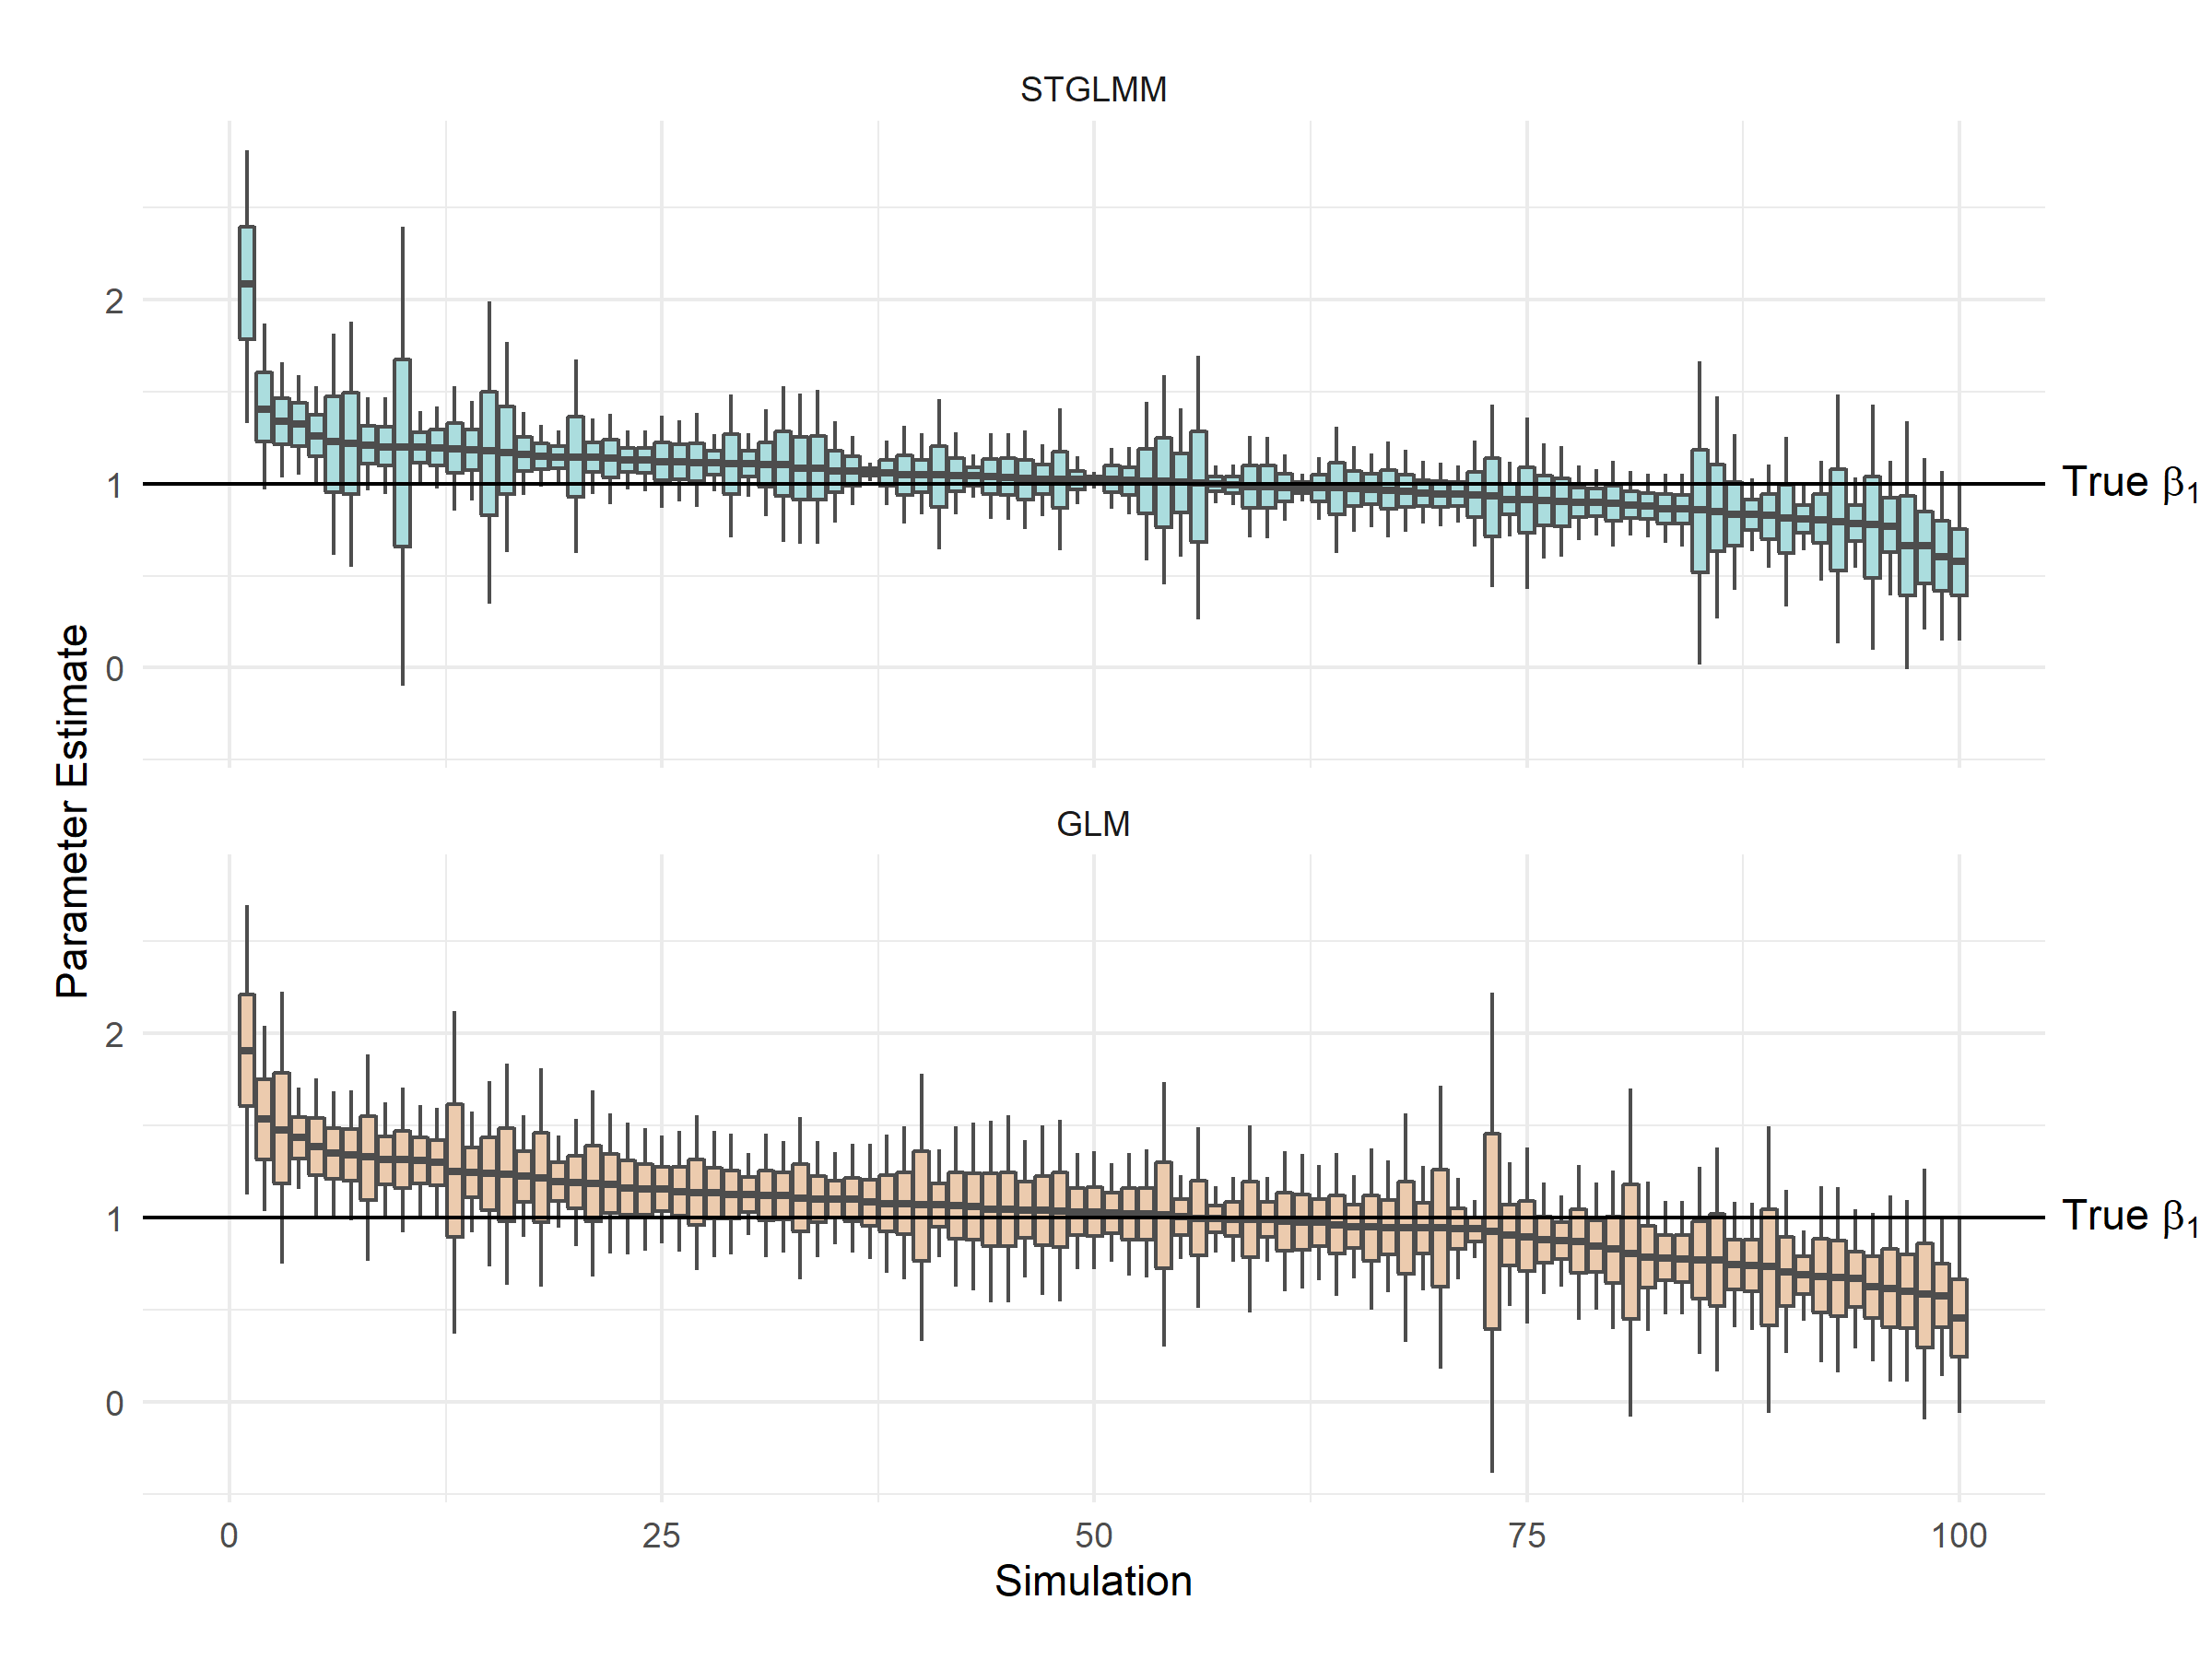 STGLMM
2
1
0
True β₁
Parameter Estimate
GLM
2
1
0
True β₁
0 25 50 75 100
Simulation